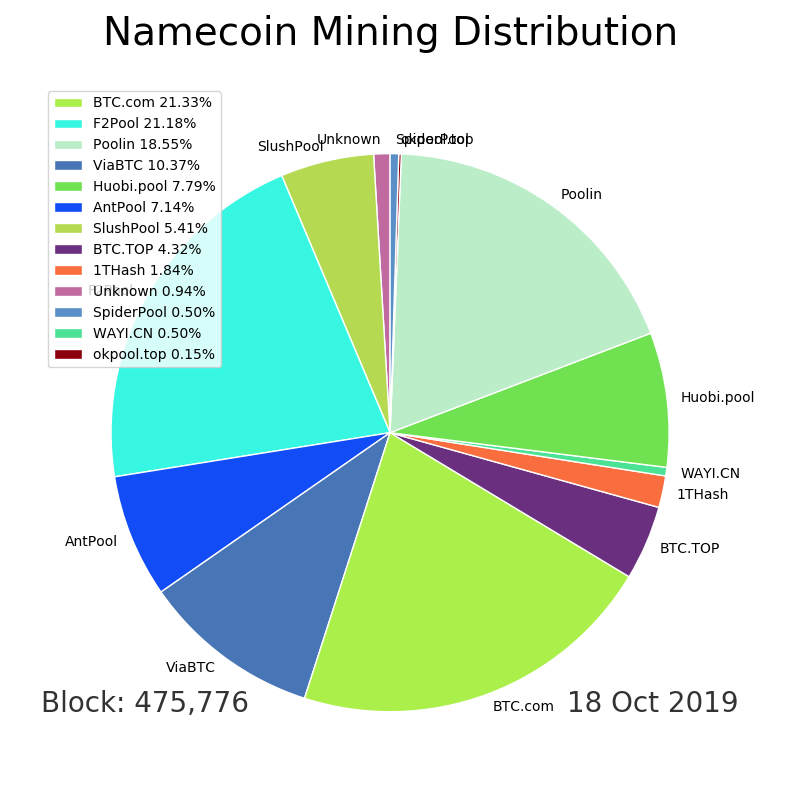 Namecoin Mining Distribution
BTC.com 21.33%
F2Pool 21.18%
Poolin 18.55%
ViaBTC 10.37%
Huobi.pool 7.79%
AntPool 7.14%
SlushPool 5.41%
BTC.TOP 4.32%
1THash 1.84%
Unknown 0.94%
SpiderPool 0.50%
WAYI.CN 0.50%
okpool.top 0.15%
SlushPool
Unknown
SpiderPool
okpool.top
Poolin
Huobi.pool
WAYI.CN
1THash
BTC.TOP
AntPool
ViaBTC
BTC.com
Block: 475,776
18 Oct 2019